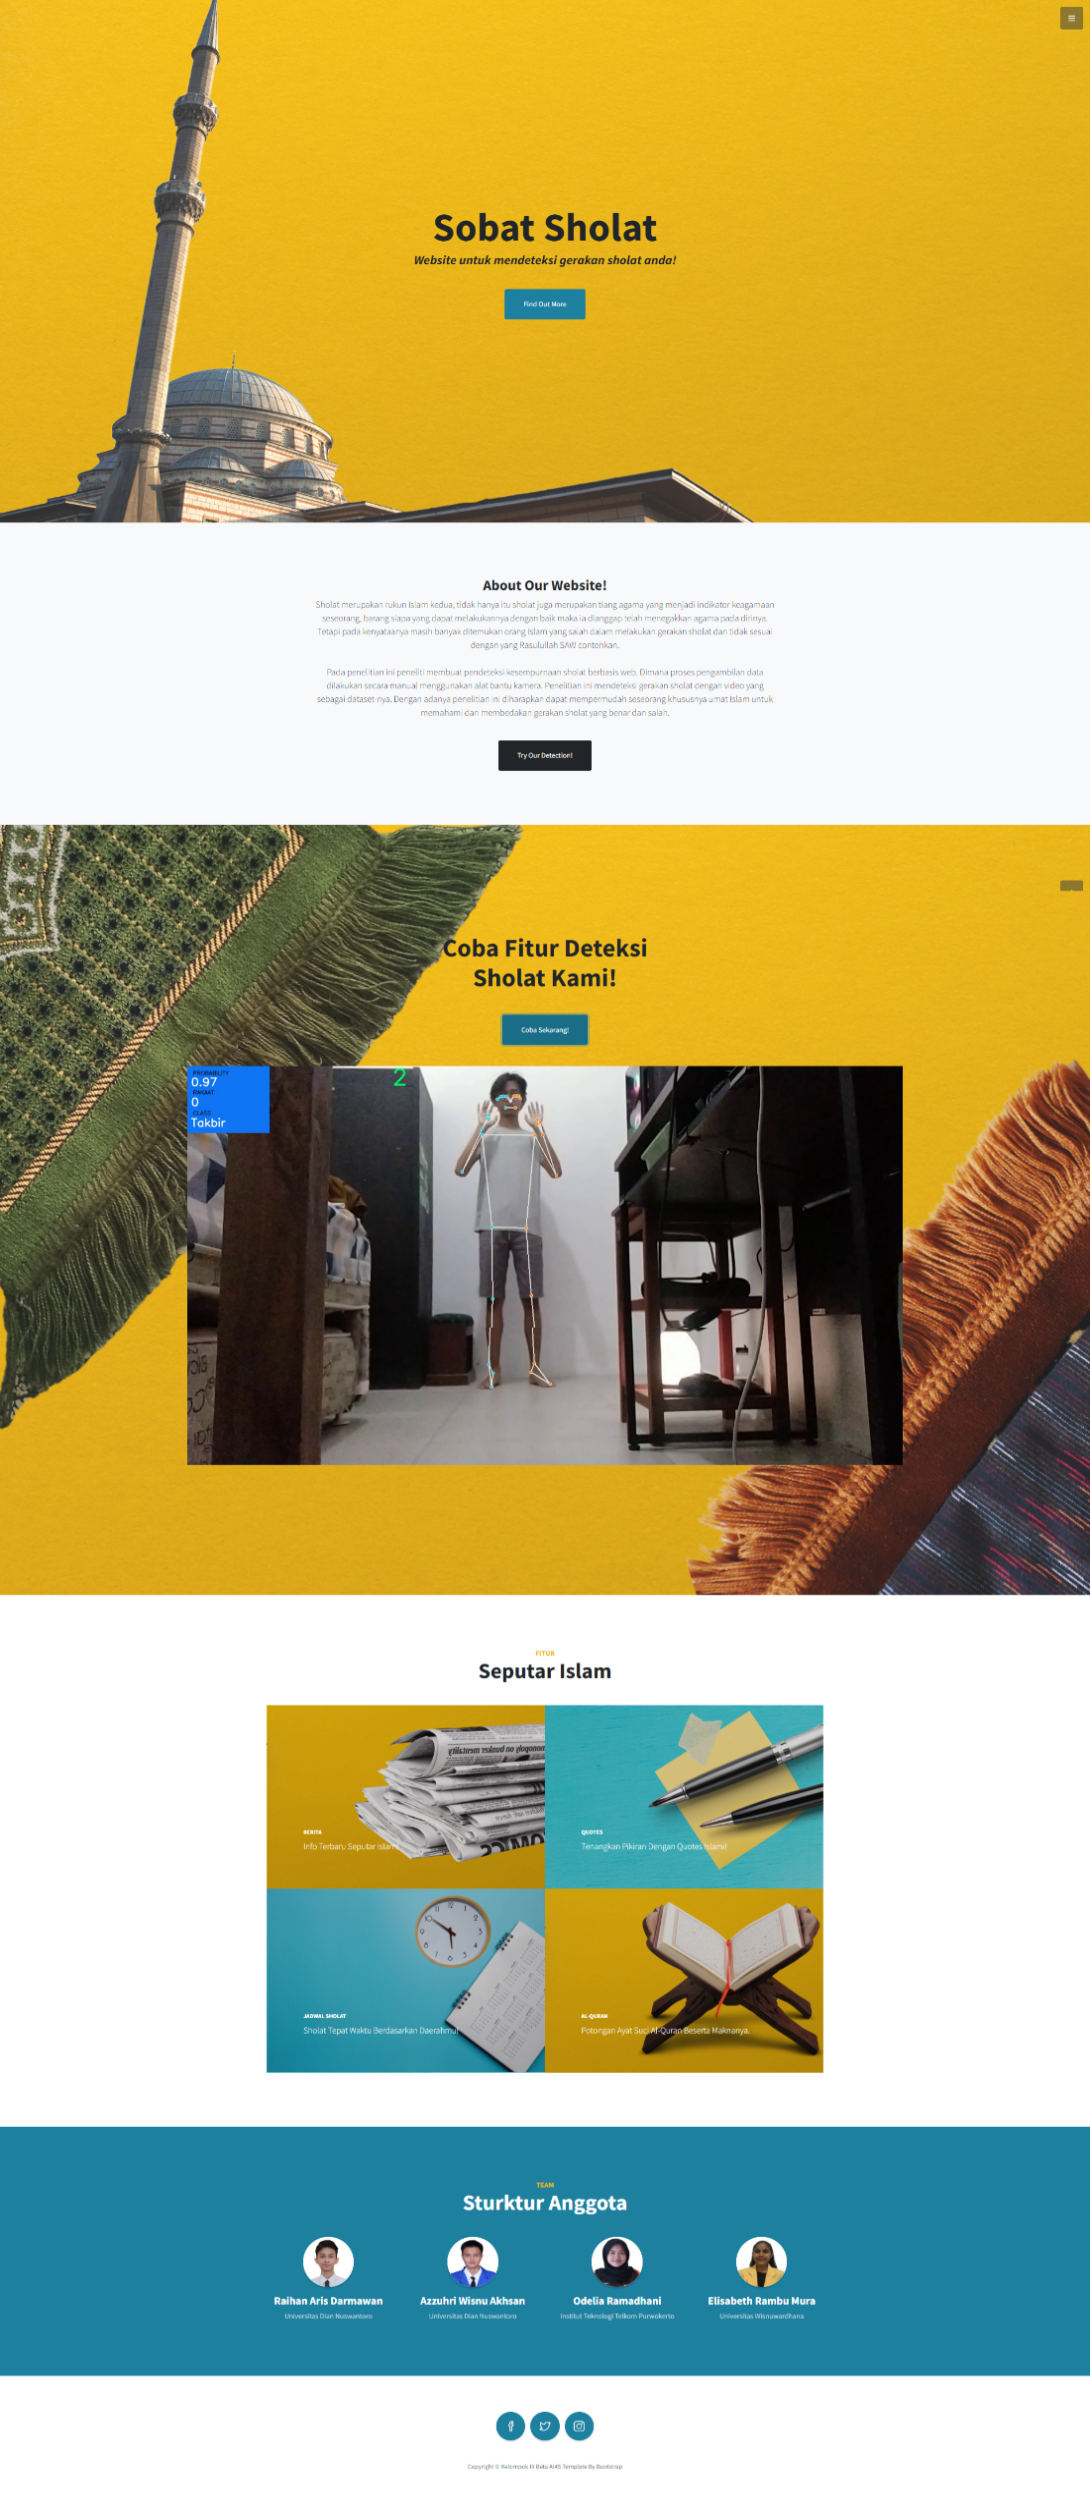 Sobat Sholat
Website untuk mendeteksi gerakan sholat anda!
Find Out More
About Our Website!
Sholat merupakan rukun Islam kedua, tidak hanya itu sholat juga merupakan tiang agama yang menjadi indikator keagamaan
seseorang, barang siapa yang dapat melakukannya dengan baik maka ia dianggap telah menegakkan agama pada dirinya.
Tetapi pada kenyataanya masih banyak ditemukan orang Islam yang salah dalam melakukan gerakan sholat dan tidak sesuai
dengan yang Rasulullah SAW contohkan.
Pada penelitian ini peneliti membuat pendeteksi kesempurnaan sholat berbasis web. Dimana proses pengambilan data
dilakukan secara manual menggunakan alat bantu kamera. Penelitian ini mendeteksi gerakan sholat dengan video yang
sebagai dataset-nya. Dengan adanya penelitian ini diharapkan dapat mempermudah seseorang khususnya umat Islam untuk
memahami dan membedakan gerakan sholat yang benar dan salah.
Try Our Detection!
Coba Fitur Deteksi
Sholat Kami!
Coba Sekarang!
PROBABILITY
0.97
RAKAAT
0
CLASS
Takbir
2
FITUR
Seputar Islam
BERITA
Info Terbaru Seputar Islam!
QUOTES
Tenangkan Pikiran Dengan Quotes Islami!
JADWAL SHOLAT
Sholat Tepat Waktu Berdasarkan Daerahmu!
AL-QURAN
Potongan Ayat Suci Al-Quran Beserta Maknanya.
TEAM
Sturktur Anggota
Raihan Aris Darmawan
Universitas Dian Nuswantoro
Azzuhri Wisnu Akhsan
Universitas Dian Nuswantoro
Odelia Ramadhani
Institut Teknologi Telkom Purwokerto
Elisabeth Rambu Mura
Universitas Wisnuwardhana
Copyright © Kelompok III Beta AI4S Template By Bootstrap